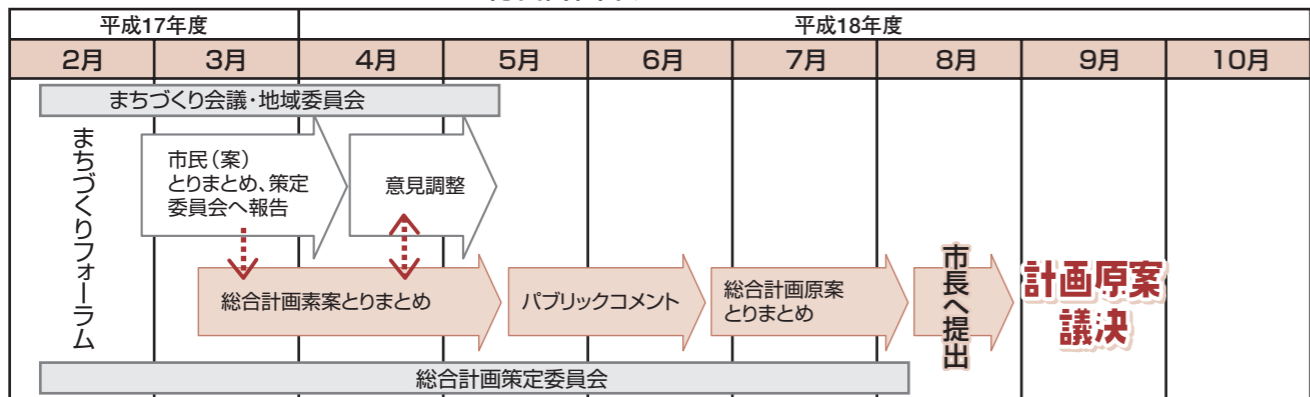 平成17年度
平成18年度
2月
3月
4月
5月
6月
7月
8月
9月
10月
まちづくり会議・地域委員会
まちづくりフォーラム
市民(案)
とりまとめ、策定
委員会へ報告
意見調整
総合計画素案とりまとめ
パブリックコメント
総合計画原案
とりまとめ
市長へ提出
計画原案
議決
総合計画策定委員会